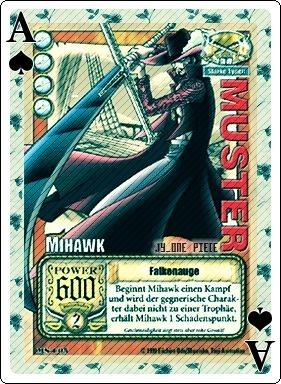 A
Starke Typen
MUSTER
MIHAWK
JY_ONE PIECE
POWER
600
2
Falkenauge
Beginnt Mihawk einen Kampf
und wird der gegnerische Charak-
ter dabei nicht zu einer Trophäe,
erhält Mihawk 1 Schadenspunkt.
A